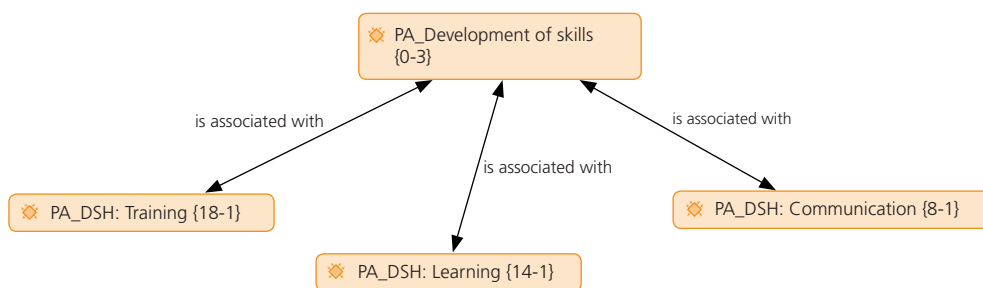 PA_Development of skills
{0-3}
is associated with
is associated with
is associated with
PA_DSH: Training {18-1}
PA_DSH: Communication {8-1}
PA_DSH: Learning {14-1}